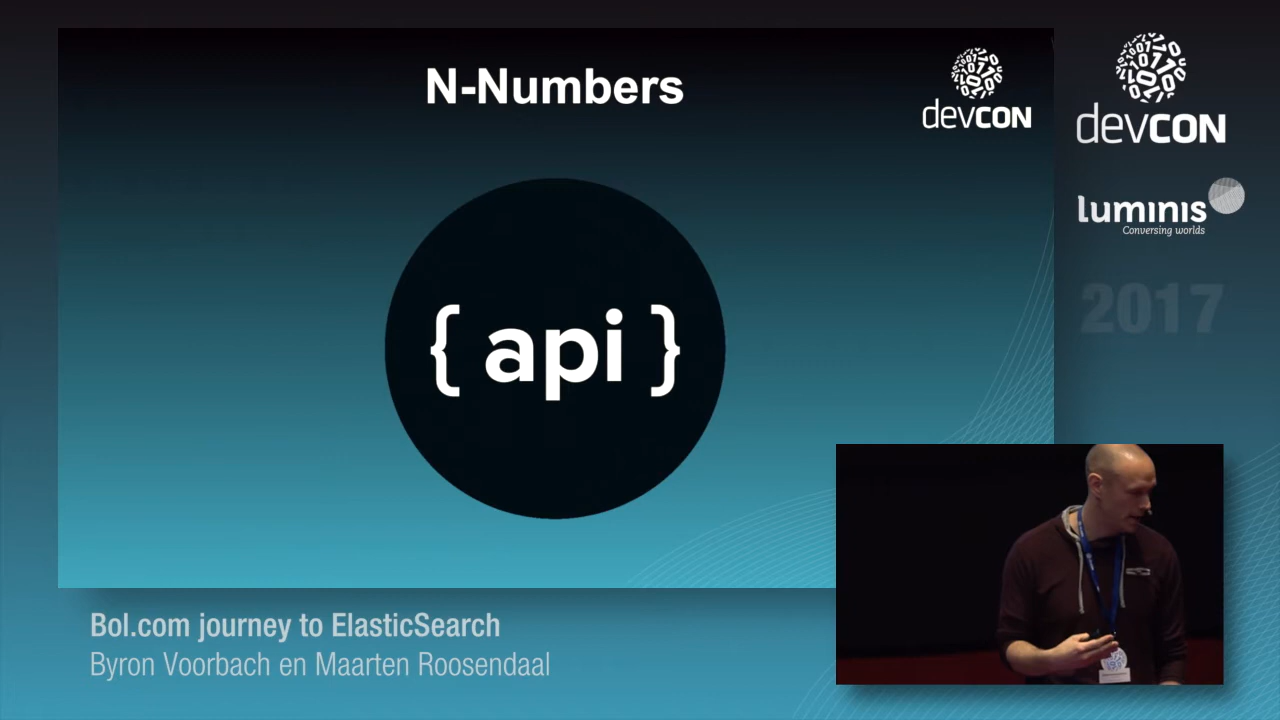 N-Numbers
devcon
{ api }
devcon
luminis
Conversing worlds
2017
Bol.com journey to ElasticSearch
Byron Voorbach en Maarten Roosendaal